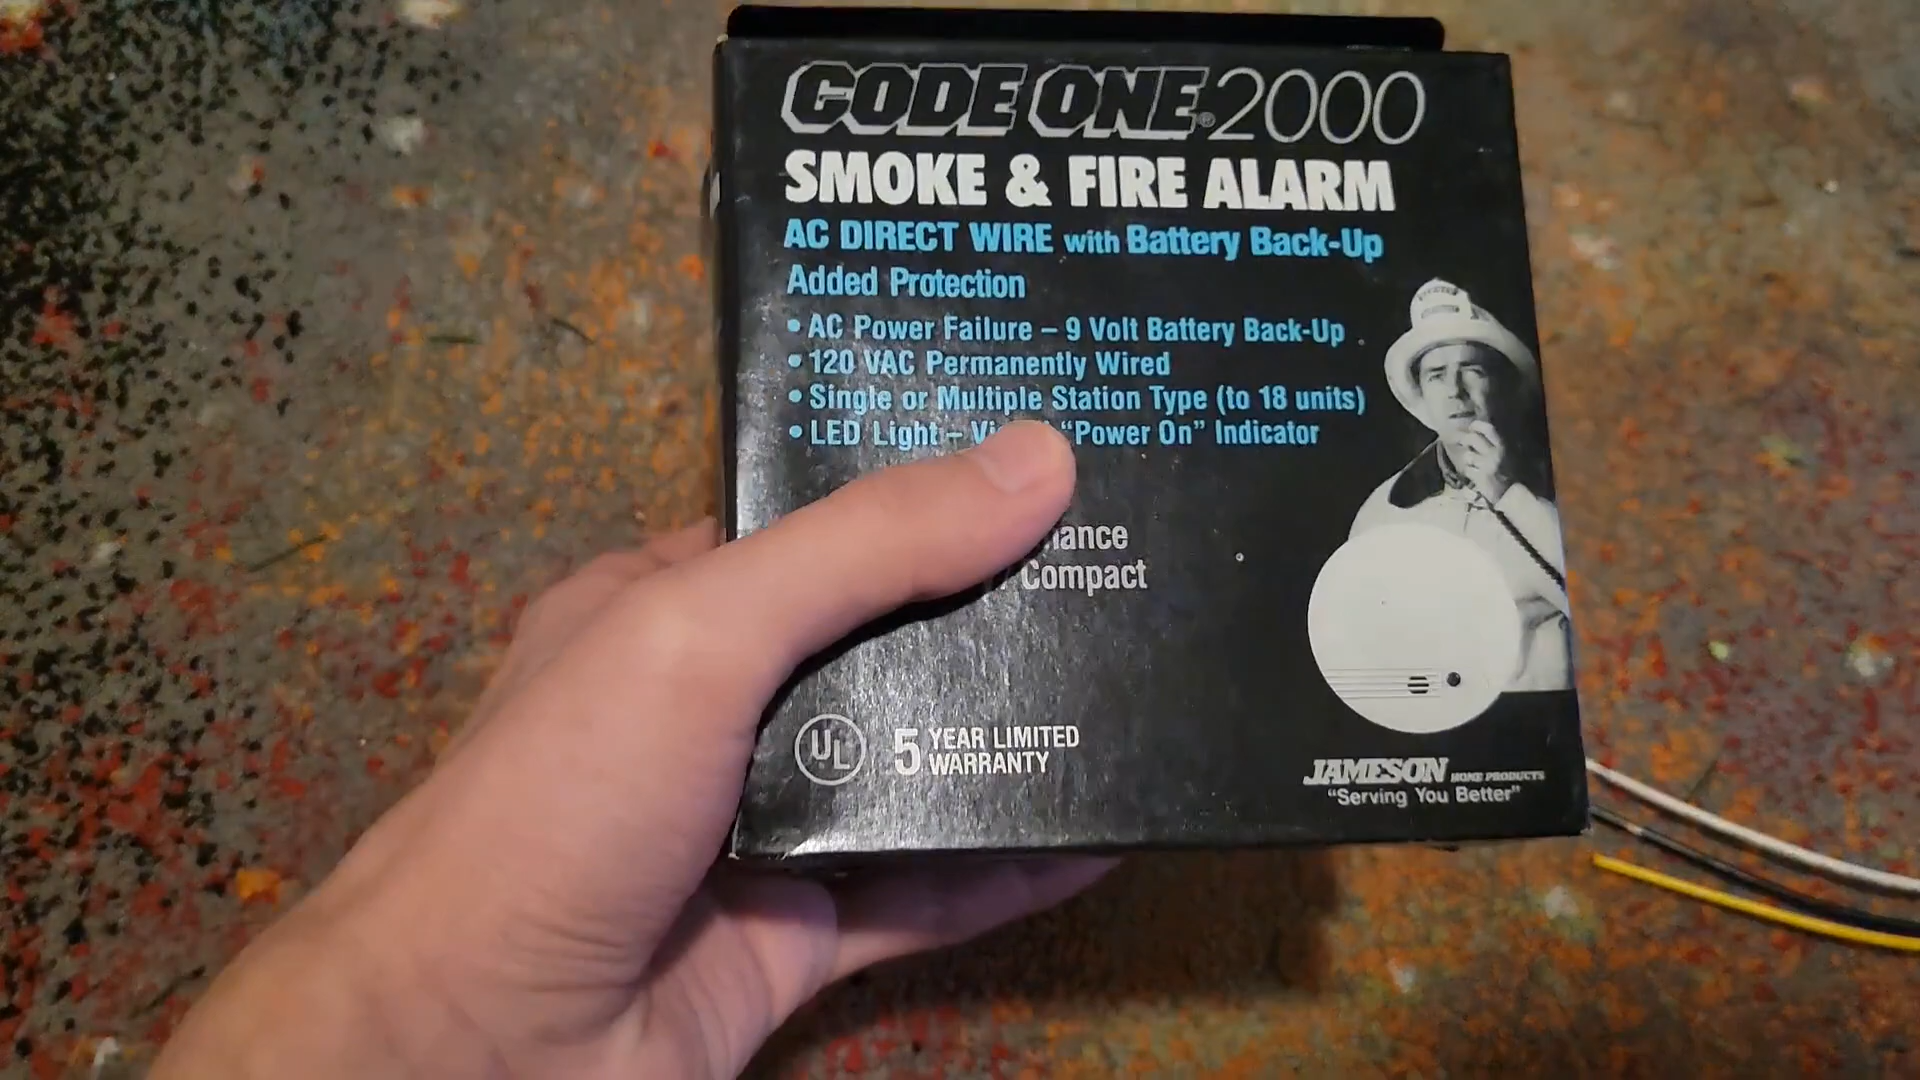 CODE ONE® 2000
SMOKE & FIRE ALARM
AC DIRECT WIRE with Battery Back-Up
Added Protection
• AC Power Failure – 9 Volt Battery Back-Up
• 120 VAC Permanently Wired
• Single or Multiple Station Type (to 18 units)
• LED Light – "Power On" Indicator
Compact
UL
5 YEAR LIMITED
WARRANTY
JAMESON HOME PRODUCTS
"Serving You Better"